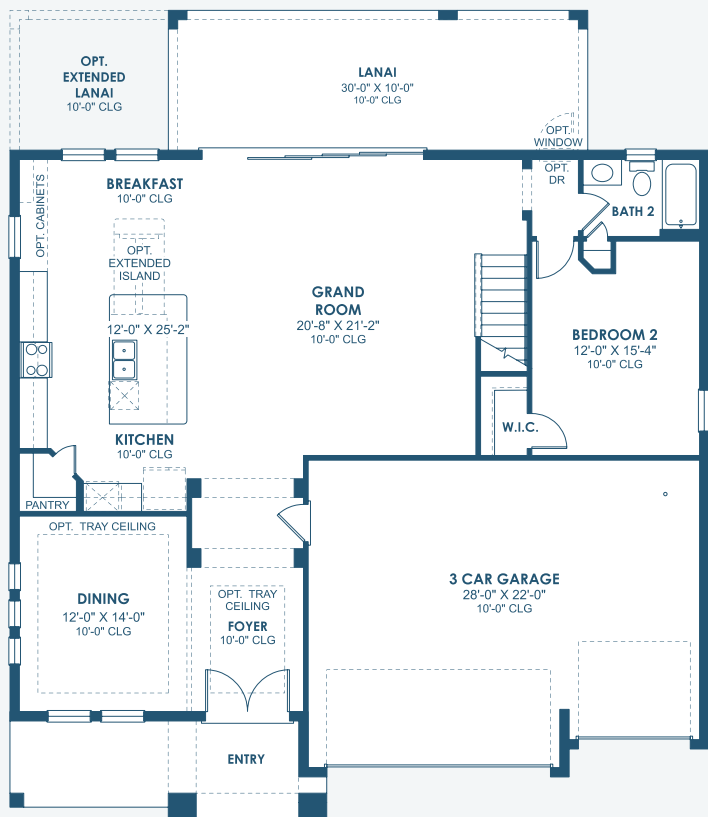 OPT.
EXTENDED
LANAI
10'-0" CLG
LANAI
30'-0" X 10'-0"
10'-0" CLG
OPT.
WINDOW
OPT.
DR
BATH 2
OPT. CABINETS
BREAKFAST
10'-0" CLG
OPT.
EXTENDED
ISLAND
12'-0" X 25'-2"
GRAND
ROOM
20'-8" X 21'-2"
10'-0" CLG
BEDROOM 2
12'-0" X 15'-4"
10'-0" CLG
W.I.C.
KITCHEN
10'-0" CLG
PANTRY
OPT. TRAY CEILING
DINING
12'-0" X 14'-0"
10'-0" CLG
OPT. TRAY
CEILING
FOYER
10'-0" CLG
3 CAR GARAGE
28'-0" X 22'-0"
10'-0" CLG
ENTRY